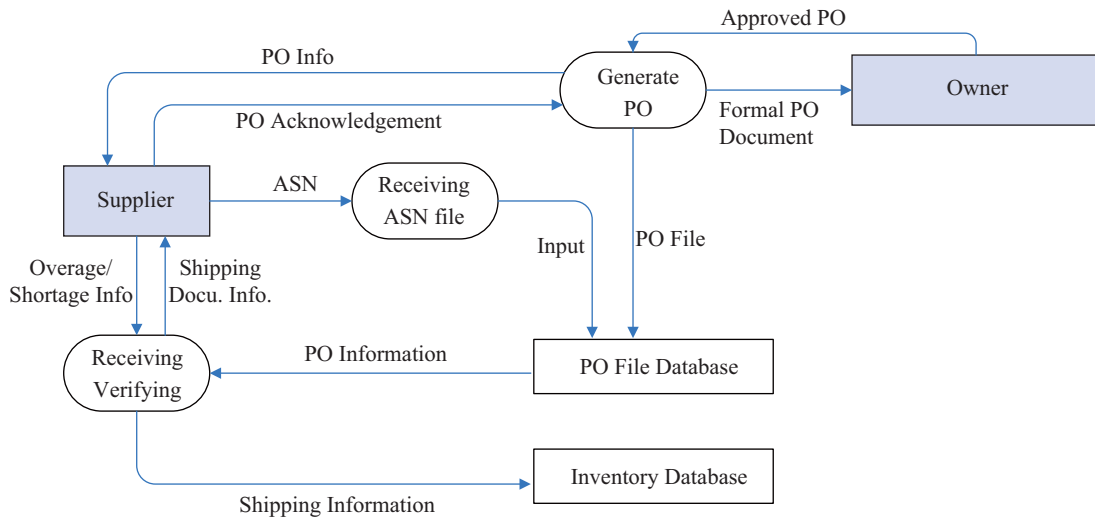 Approved PO
PO Info
Generate
PO
Owner
PO Acknowledgement
Formal PO
Document
Supplier
ASN
Receiving
ASN file
Input
PO File
Overage/
Shortage Info
Shipping
Docu. Info.
Receiving
Verifying
PO Information
PO File Database
Inventory Database
Shipping Information